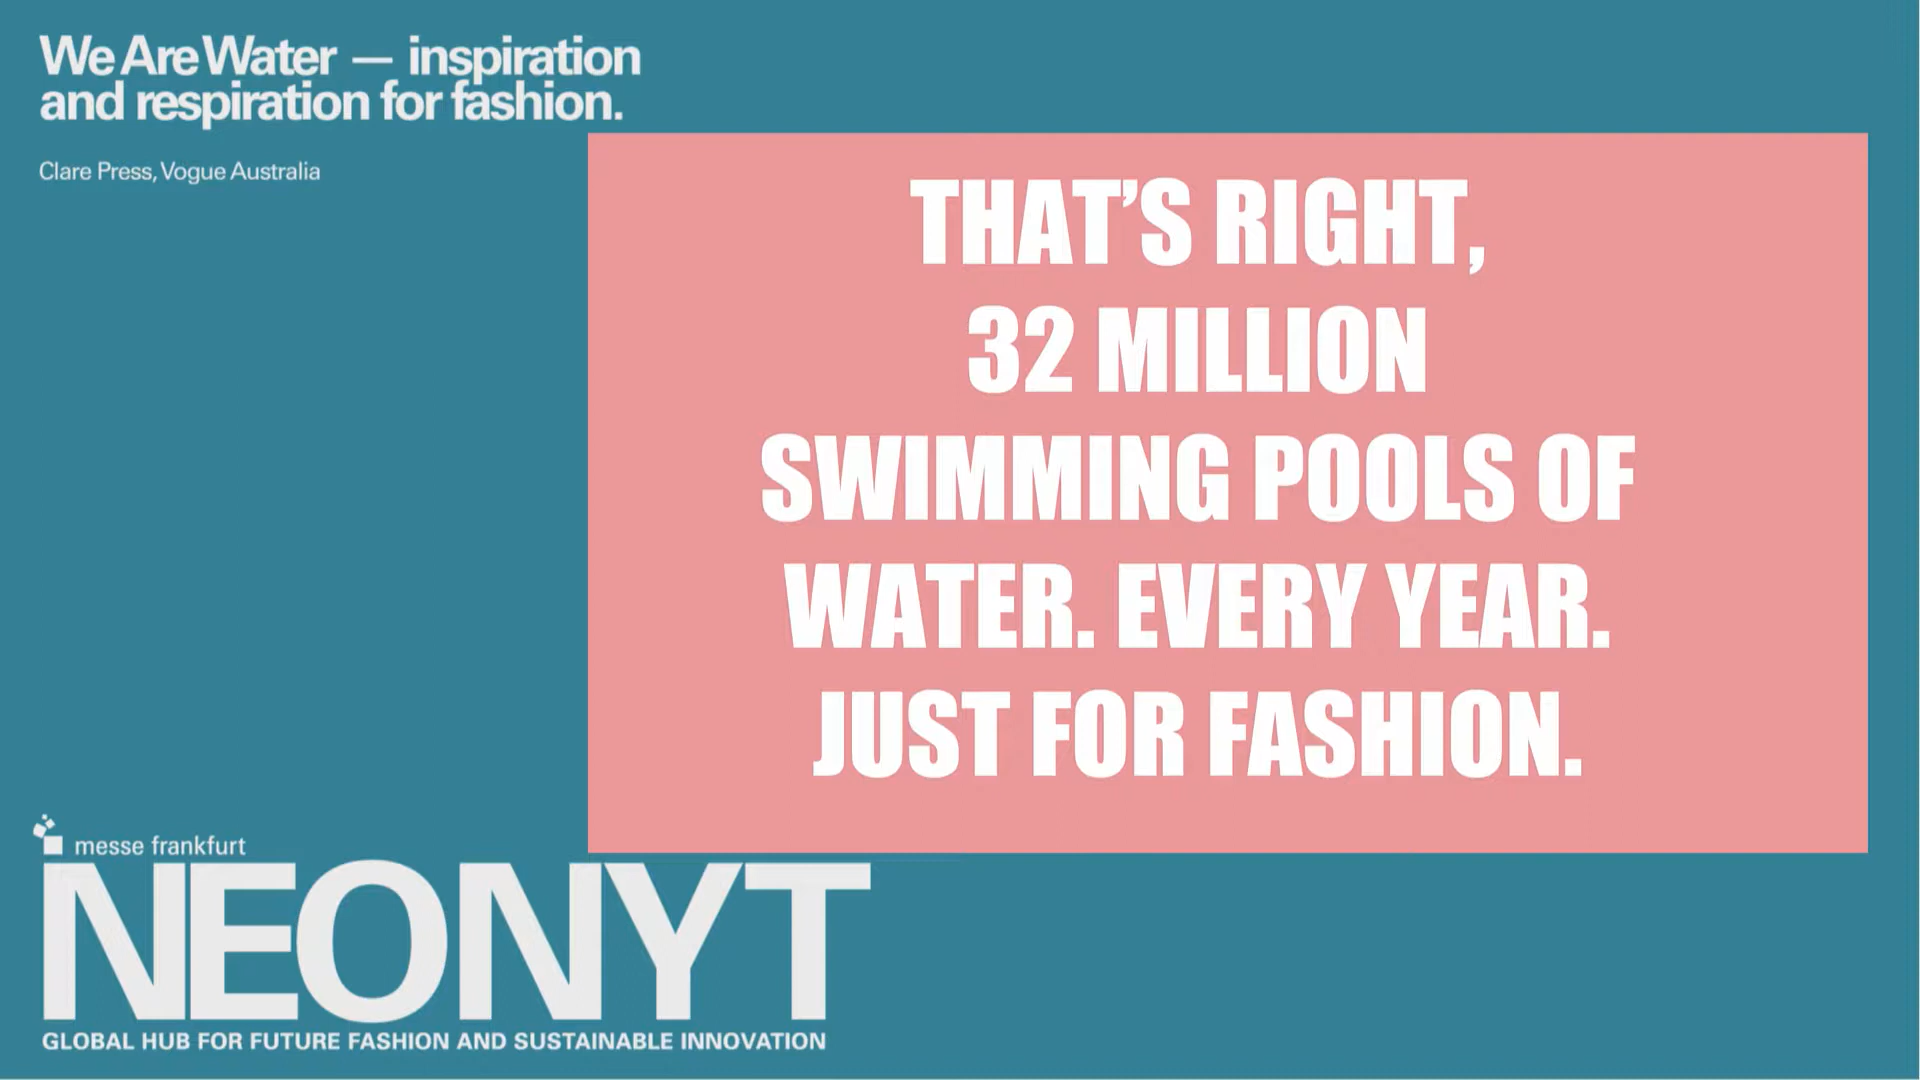 We Are Water — inspiration
and respiration for fashion.
Clare Press, Vogue Australia
THAT’S RIGHT,
32 MILLION
SWIMMING POOLS OF
WATER. EVERY YEAR.
JUST FOR FASHION.
messe frankfurt
NEONYT
GLOBAL HUB FOR FUTURE FASHION AND SUSTAINABLE INNOVATION